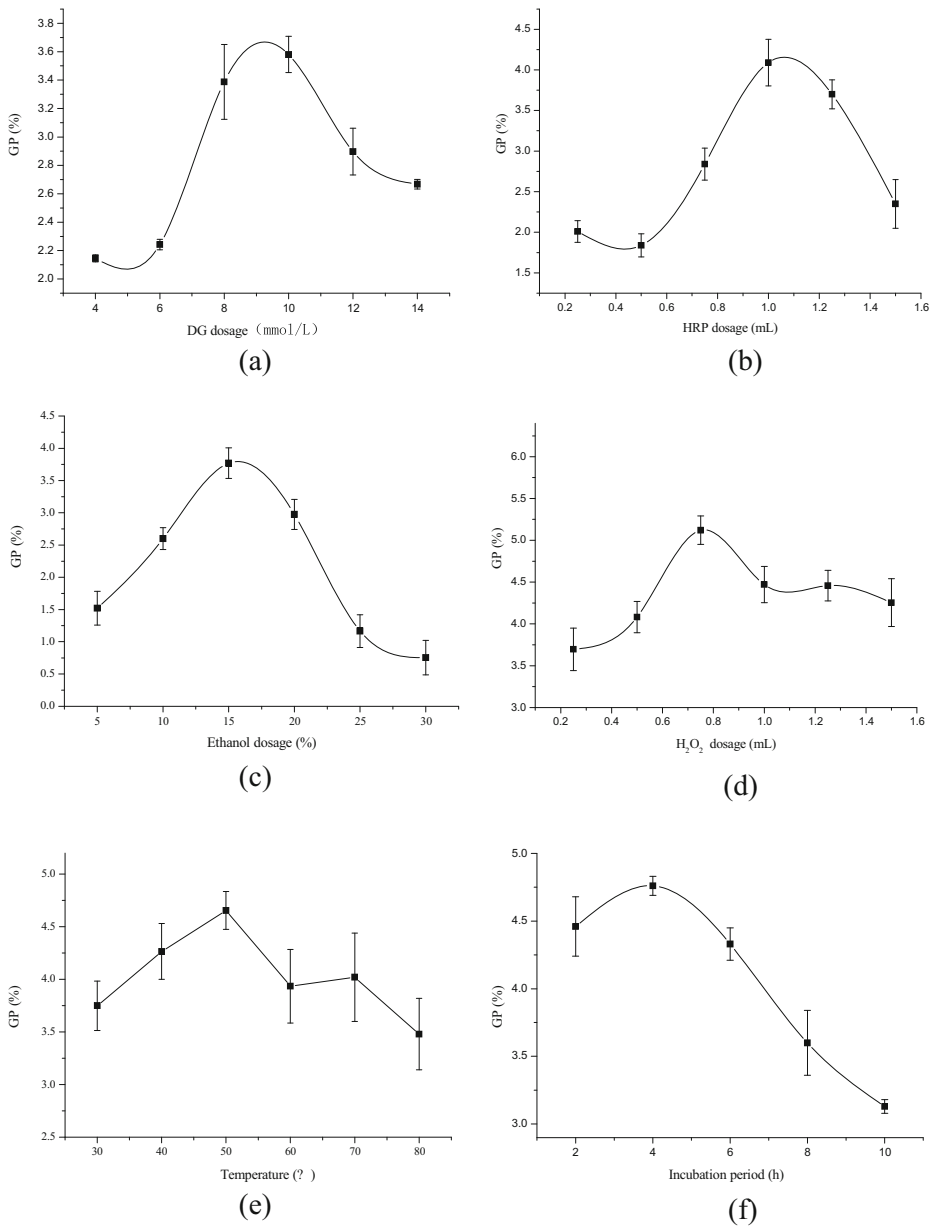 3.8
3.6
3.4
3.2
3.0
2.8
2.6
2.4
2.2
2.0
GP (%)
4 6 8 10 12 14
DG dosage（mmol/L）
(a)
4.5
4.0
3.5
3.0
2.5
2.0
1.5
GP (%)
0.2 0.4 0.6 0.8 1.0 1.2 1.4 1.6
HRP dosage (mL)
(b)
4.5
4.0
3.5
3.0
2.5
2.0
1.5
1.0
0.5
0.0
GP (%)
5 10 15 20 25 30
Ethanol dosage (%)
(c)
6.0
5.5
5.0
4.5
4.0
3.5
3.0
GP (%)
0.2 0.4 0.6 0.8 1.0 1.2 1.4 1.6
H₂O₂ dosage (mL)
(d)
5.0
4.5
4.0
3.5
3.0
2.5
GP (%)
30 40 50 60 70 80
Temperature (? )
(e)
5.0
4.5
4.0
3.5
3.0
GP (%)
2 4 6 8 10
Incubation period (h)
(f)